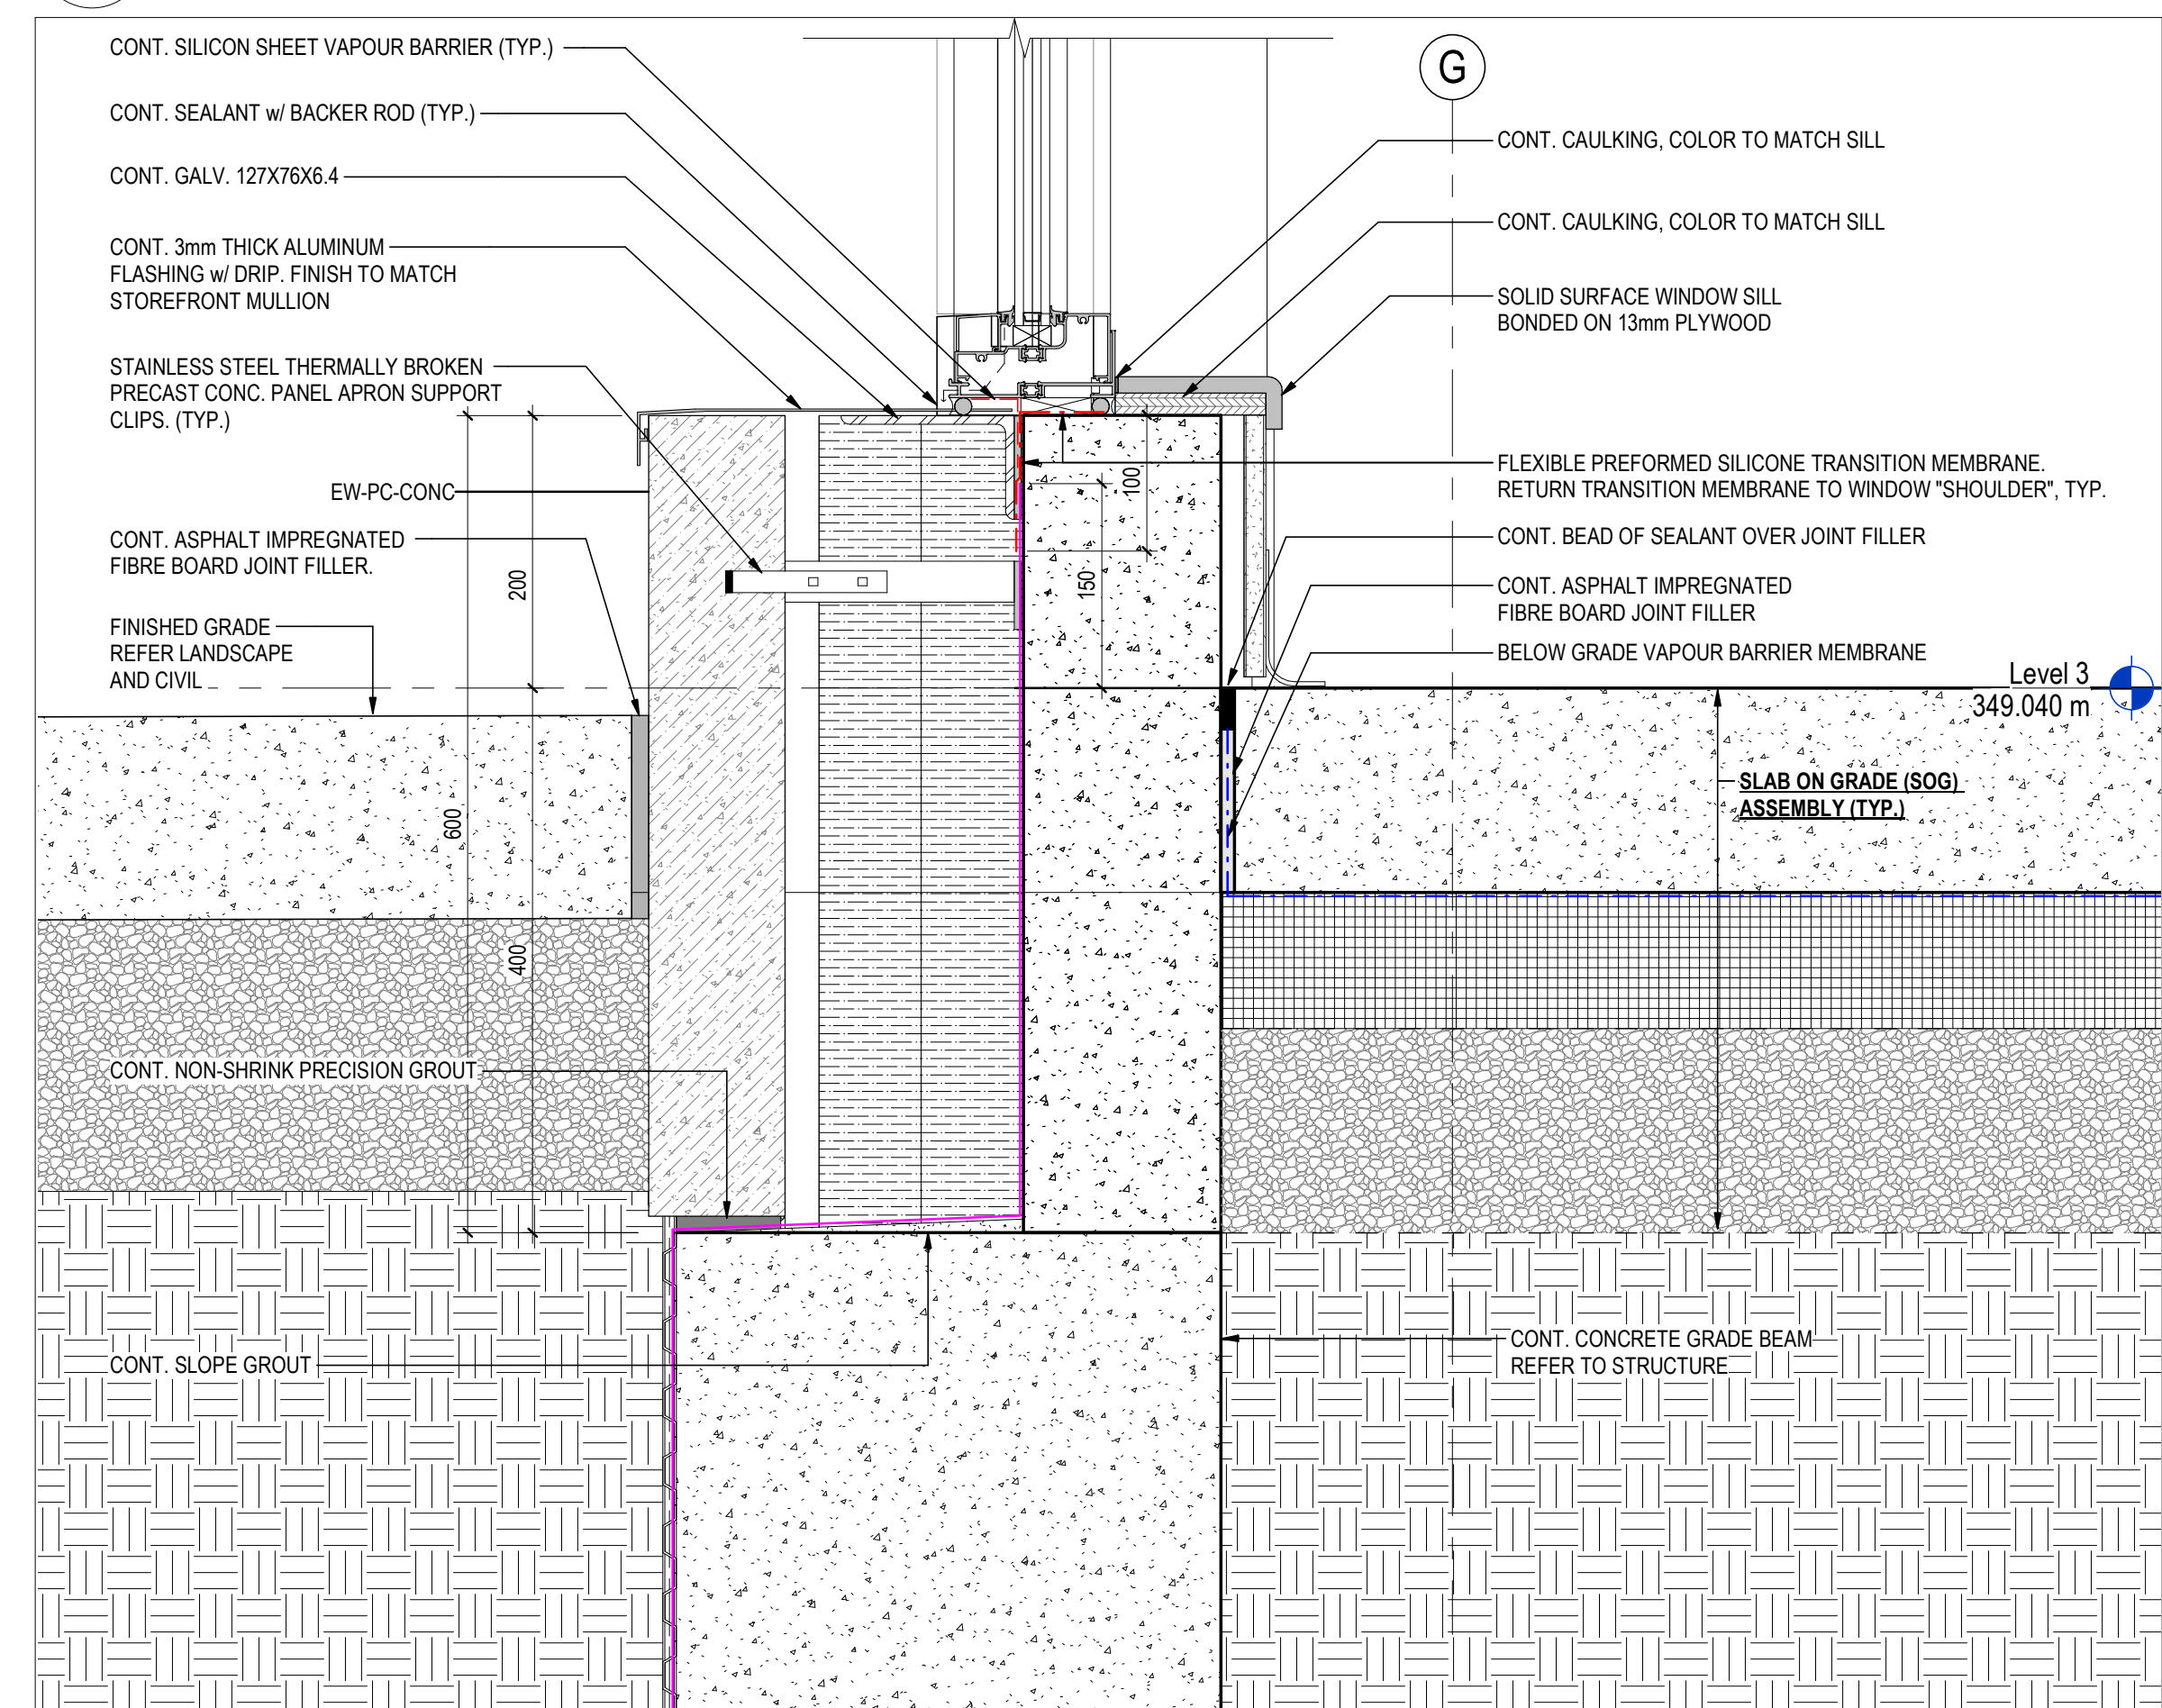 CONT. SILICON SHEET VAPOUR BARRIER (TYP.)
CONT. SEALANT w/ BACKER ROD (TYP.)
CONT. GALV. 127X76X6.4
CONT. 3mm THICK ALUMINUM
FLASHING w/ DRIP. FINISH TO MATCH
STOREFRONT MULLION
STAINLESS STEEL THERMALLY BROKEN
PRECAST CONC. PANEL APRON SUPPORT
CLIPS. (TYP.)
EW-PC-CONC
CONT. ASPHALT IMPREGNATED
FIBRE BOARD JOINT FILLER.
FINISHED GRADE
REFER LANDSCAPE
AND CIVIL
CONT. NON-SHRINK PRECISION GROUT
CONT. SLOPE GROUT
200
600
400
100
150
G
CONT. CAULKING, COLOR TO MATCH SILL
CONT. CAULKING, COLOR TO MATCH SILL
SOLID SURFACE WINDOW SILL
BONDED ON 13mm PLYWOOD
FLEXIBLE PREFORMED SILICONE TRANSITION MEMBRANE.
RETURN TRANSITION MEMBRANE TO WINDOW "SHOULDER", TYP.
CONT. BEAD OF SEALANT OVER JOINT FILLER
CONT. ASPHALT IMPREGNATED
FIBRE BOARD JOINT FILLER
BELOW GRADE VAPOUR BARRIER MEMBRANE
Level 3
349.040 m
SLAB ON GRADE (SOG)
ASSEMBLY (TYP.)
CONT. CONCRETE GRADE BEAM
REFER TO STRUCTURE